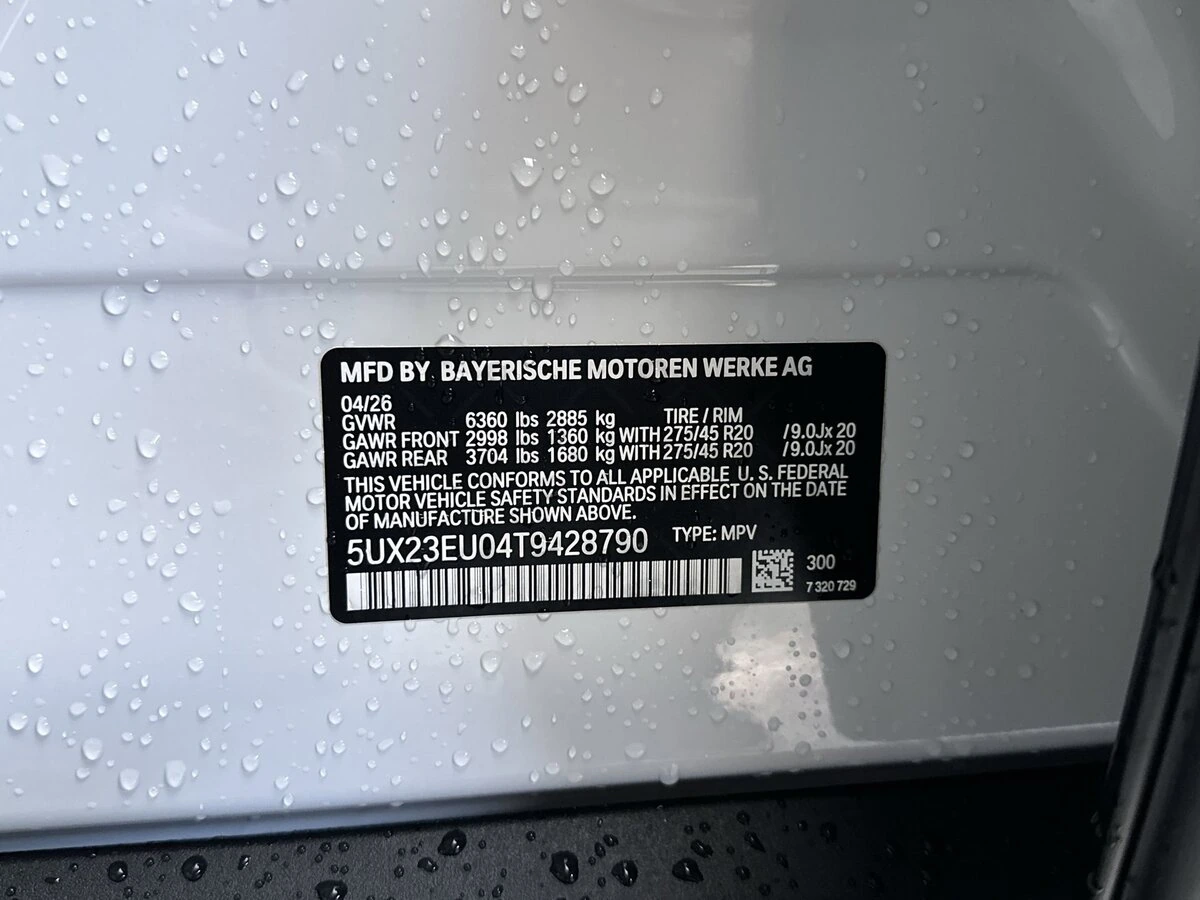 MFD BY BAYERISCHE MOTOREN WERKE AG
04/26
GVWR 6360 lbs 2885 kg TIRE / RIM
GAWR FRONT 2998 lbs 1360 kg WITH 275/45 R20 /9.0Jx 20
GAWR REAR 3704 lbs 1680 kg WITH 275/45 R20 /9.0Jx 20
THIS VEHICLE CONFORMS TO ALL APPLICABLE U. S. FEDERAL
MOTOR VEHICLE SAFETY STANDARDS IN EFFECT ON THE DATE
OF MANUFACTURE SHOWN ABOVE.
5UX23EU04T9428790 TYPE: MPV
300
7 320 729